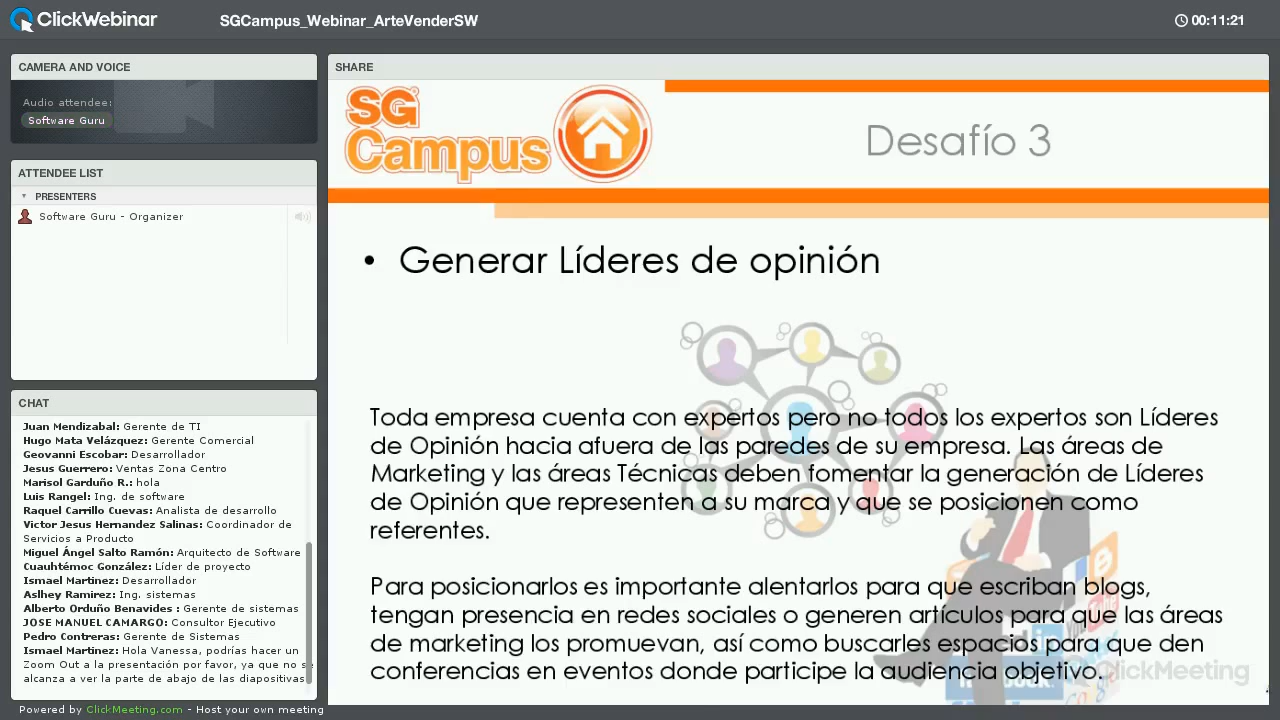 ClickWebinar
SGCampus_Webinar_ArteVenderSW
00:11:21
CAMERA AND VOICE
Audio attendee:
Software Guru
ATTENDEE LIST
PRESENTERS
Software Guru - Organizer
CHAT
Juan Mendizabal: Gerente de TI
Hugo Mata Velázquez: Gerente Comercial
Geovanni Escobar: Desarrollador
Jesus Guerrero: Ventas Zona Centro
Marisol Garduño R.: hola
Luis Rangel: Ing. de software
Raquel Carrillo Cuevas: Analista de desarrollo
Victor Jesus Hernandez Salinas: Coordinador de
Servicios a Producto
Miguel Ángel Salto Ramón: Arquitecto de Software
Cuauhtémoc González: Líder de proyecto
Ismael Martinez: Desarrollador
Aslhey Ramirez: Ing. sistemas
Alberto Orduño Benavides : Gerente de sistemas
JOSE MANUEL CAMARGO: Consultor Ejecutivo
Pedro Contreras: Gerente de Sistemas
Ismael Martinez: Hola Vanessa, podrías hacer un
Zoom Out a la presentación por favor, ya que no se
alcanza a ver la parte de abajo de las diapositivas
Powered by ClickMeeting.com - Host your own meeting
SHARE
SG
Campus
Desafío 3
• Generar Líderes de opinión
Toda empresa cuenta con expertos pero no todos los expertos son Líderes
de Opinión hacia afuera de las paredes de su empresa. Las áreas de
Marketing y las áreas Técnicas deben fomentar la generación de Líderes
de Opinión que representen a su marca y que se posicionen como
referentes.
Para posicionarlos es importante alentarlos para que escriban blogs,
tengan presencia en redes sociales o generen artículos para que las áreas
de marketing los promuevan, así como buscarles espacios para que den
conferencias en eventos donde participe la audiencia objetivo.
ClickMeeting